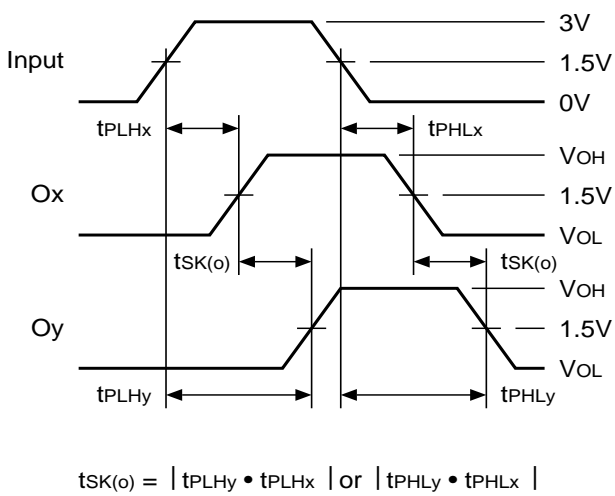 3V
Input
1.5V
0V
tPLHx
tPHLx
VOH
Ox
1.5V
VOL
tSK(o)
tSK(o)
VOH
Oy
1.5V
VOL
tPLHy
tPHLy
tSK(o) = | tPLHy • tPLHx | or | tPHLy • tPHLx |